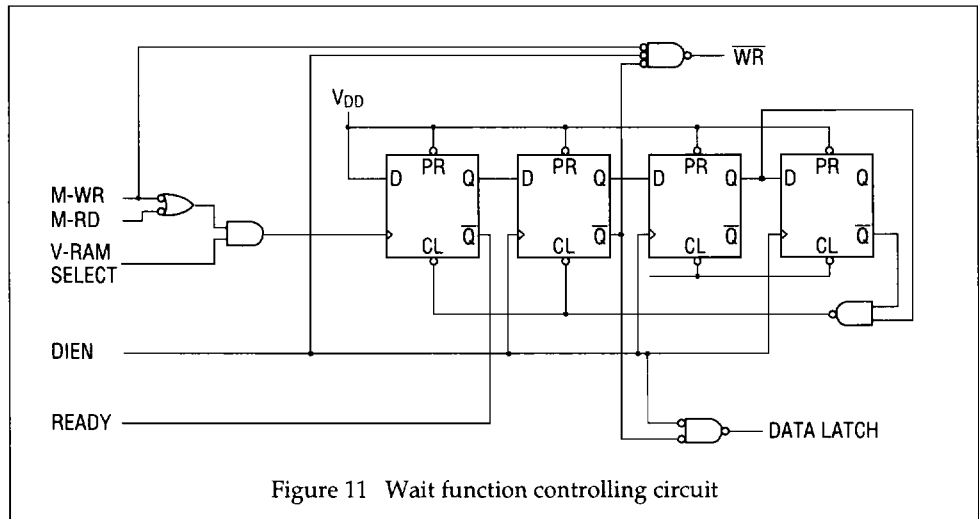 WR
VDD
PR
PR
PR
PR
D Q
D Q
D Q
D Q
M-WR
M-RD
Q
Q
Q
Q
CL
CL
CL
CL
V-RAM
SELECT
DIEN
READY
DATA LATCH
Figure 11 Wait function controlling circuit